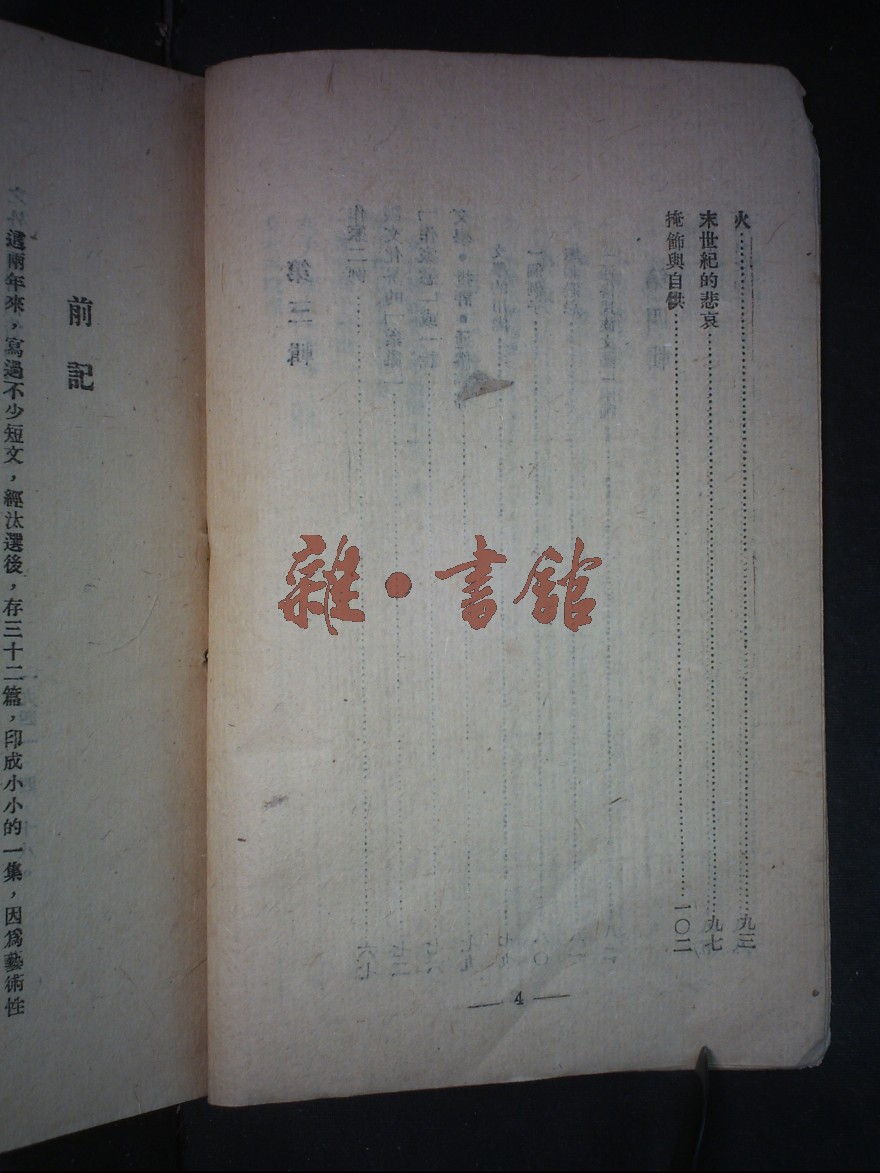 火……九三
末世紀的悲哀……九七
掩飾與自供……一〇二
— 4 —
前記
這兩年來，寫過不少短文，經汰選後，存三十二篇，印成小小的一集，因爲藝術性
雜·書館